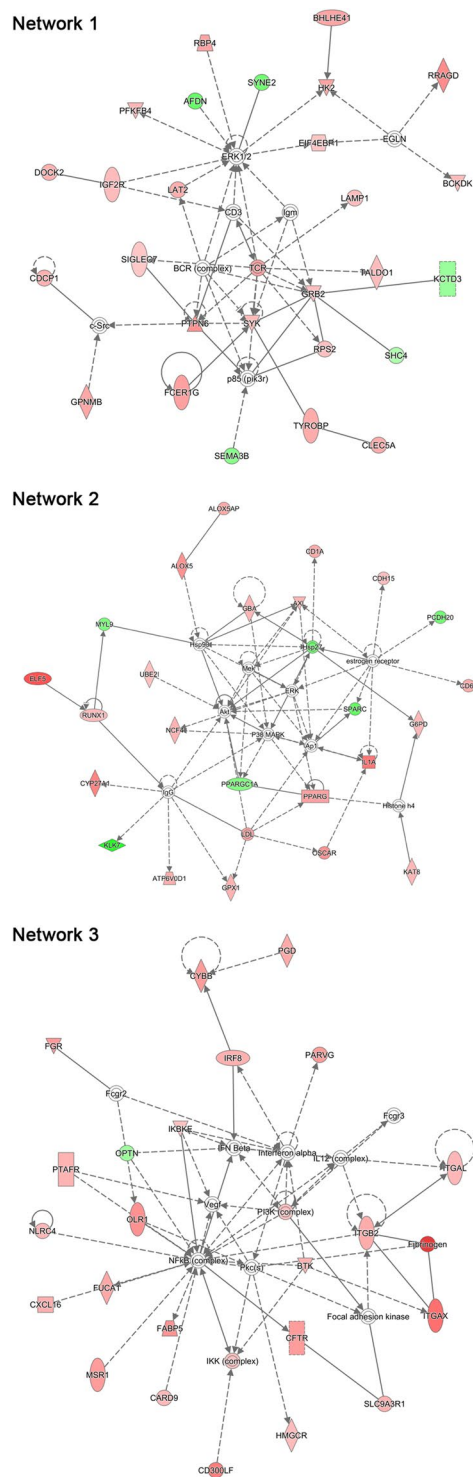 Network 1
BHLHE41
RBP4
RRAGD
SYNE2
HK2
AFDN
PFKFB4
EIF4EBP1
EGLN
ERK1/2
DOCK2
BCKDK
IGF2R
LAT2
LAMP1
CD3
Igm
SIGLEC7
BCR (complex)
TCR
TALDO1
CDCP1
KCTD3
GRB2
c-Src
PTPN6
SYK
RPS2
SHC4
p85 (pik3r)
FCER1G
GPNMB
TYROBP
CLEC5A
SEMA3B
Network 2
ALOX5AP
ALOX5
CD1A
CDH15
GBA
AXL
PCDH20
MYL9
Hsp90
Hsp27
estrogen receptor
Mek
UBE2I
ERK
CD6
ELF5
RUNX1
Akt
SPARC
NCF4
P38 MAPK
G6PD
Ap1
IL1A
CYP27A1
IgG
PPARGC1A
PPARG
Histone h4
LDL
KLK7
OSCAR
ATP6V0D1
GPX1
KAT8
Network 3
PGD
CYBB
FGR
IRF8
PARVG
Fcgr2
Fcgr3
IKBKE
IFN Beta
Interferon alpha
OPTN
IL12 (complex)
PTAFR
ITGAL
Vegf
OLR1
PI3K (complex)
NLRC4
ITGB2
Fibrinogen
NFkB (complex)
Pkc(s)
BTK
FUCA1
CXCL16
FABP5
ITGAX
Focal adhesion kinase
CFTR
MSR1
IKK (complex)
CARD9
SLC9A3R1
HMGCR
CD300LF